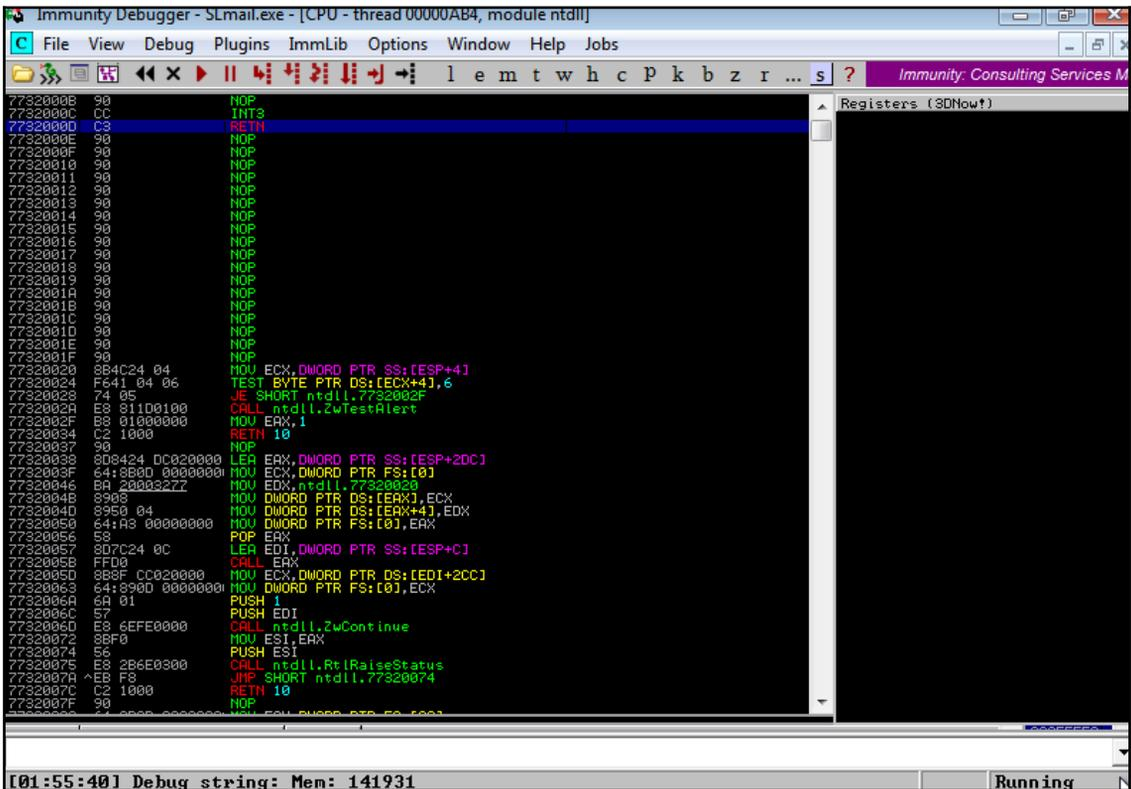 Immunity Debugger - SLmail.exe - [CPU - thread 00000AB4, module ntdll]
C File View Debug Plugins ImmLib Options Window Help Jobs
l e m t w h c P k b z r ... s ? Immunity: Consulting Services M
Registers (3DNow!)
7732000B 90 NOP
7732000C CC INT3
7732000D C3 RETN
7732000E 90 NOP
7732000F 90 NOP
77320010 90 NOP
77320011 90 NOP
77320012 90 NOP
77320013 90 NOP
77320014 90 NOP
77320015 90 NOP
77320016 90 NOP
77320017 90 NOP
77320018 90 NOP
77320019 90 NOP
7732001A 90 NOP
7732001B 90 NOP
7732001C 90 NOP
7732001D 90 NOP
7732001E 90 NOP
7732001F 90 NOP
77320020 8B4C24 04 MOV ECX,DWORD PTR SS:[ESP+4]
77320024 F641 04 06 TEST BYTE PTR DS:[ECX+4],6
77320028 74 05 JE SHORT ntdll.7732002F
7732002A E8 811D0100 CALL ntdll.ZwTestAlert
7732002F B8 01000000 MOV EAX,1
77320034 C2 1000 RETN 10
77320037 90 NOP
77320038 8D8424 DC020000 LEA EAX,DWORD PTR SS:[ESP+2DC]
7732003F 64:8B0D 0000000 MOV ECX,DWORD PTR FS:[0]
77320046 BA 20003277 MOV EDX,ntdll.77320020
7732004B 8908 MOV DWORD PTR DS:[EAX],ECX
7732004D 8950 04 MOV DWORD PTR DS:[EAX+4],EDX
77320050 64:A3 00000000 MOV DWORD PTR FS:[0],EAX
77320056 58 POP EAX
77320057 8D7C24 0C LEA EDI,DWORD PTR SS:[ESP+C]
7732005B FFD0 CALL EAX
7732005D 8B8F CC020000 MOV ECX,DWORD PTR DS:[EDI+2CC]
77320063 64:890D 0000000 MOV DWORD PTR FS:[0],ECX
7732006A 6A 01 PUSH 1
7732006C 57 PUSH EDI
7732006D E8 6EFE0000 CALL ntdll.ZwContinue
77320072 8BF0 MOV ESI,EAX
77320074 56 PUSH ESI
77320075 E8 2B6E0300 CALL ntdll.RtlRaiseStatus
7732007A ^EB F8 JMP SHORT ntdll.77320074
7732007C C2 1000 RETN 10
7732007F 90 NOP
[01:55:40] Debug string: Mem: 141931 Running